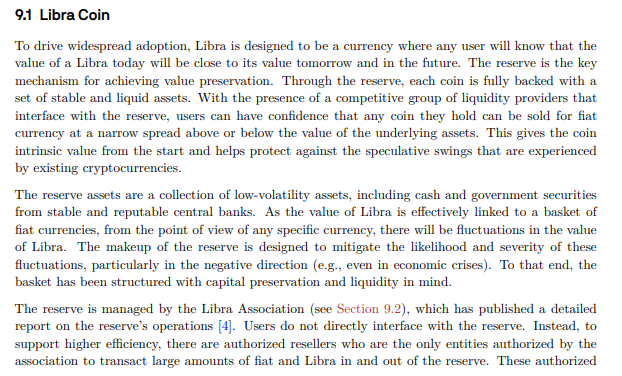 9.1 Libra Coin
To drive widespread adoption, Libra is designed to be a currency where any user will know that the
value of a Libra today will be close to its value tomorrow and in the future. The reserve is the key
mechanism for achieving value preservation. Through the reserve, each coin is fully backed with a
set of stable and liquid assets. With the presence of a competitive group of liquidity providers that
interface with the reserve, users can have confidence that any coin they hold can be sold for fiat
currency at a narrow spread above or below the value of the underlying assets. This gives the coin
intrinsic value from the start and helps protect against the speculative swings that are experienced
by existing cryptocurrencies.
The reserve assets are a collection of low-volatility assets, including cash and government securities
from stable and reputable central banks. As the value of Libra is effectively linked to a basket of
fiat currencies, from the point of view of any specific currency, there will be fluctuations in the value
of Libra. The makeup of the reserve is designed to mitigate the likelihood and severity of these
fluctuations, particularly in the negative direction (e.g., even in economic crises). To that end, the
basket has been structured with capital preservation and liquidity in mind.
The reserve is managed by the Libra Association (see Section 9.2), which has published a detailed
report on the reserve's operations [4]. Users do not directly interface with the reserve. Instead, to
support higher efficiency, there are authorized resellers who are the only entities authorized by the
association to transact large amounts of fiat and Libra in and out of the reserve. These authorized